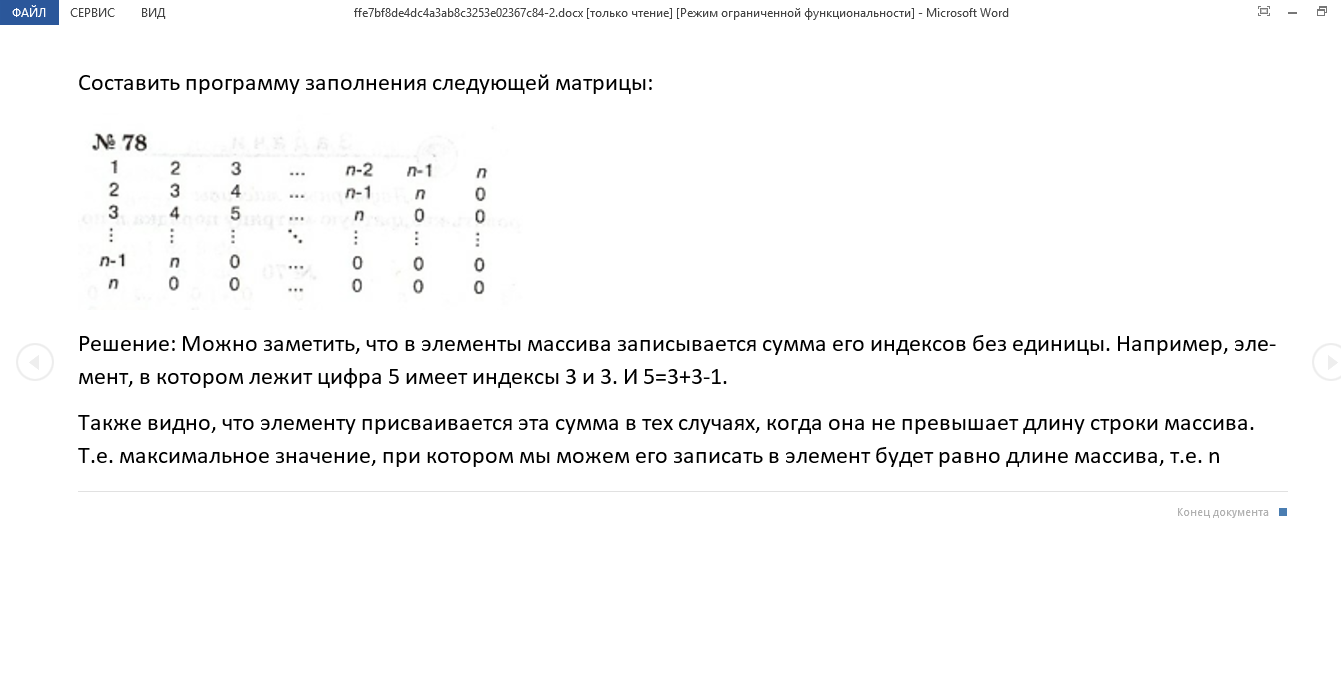 ФАЙЛ СЕРВИС ВИД ffe7bf8de4dc4a3ab8c3253e02367c84-2.docx [только чтение] [Режим ограниченной функциональности] - Microsoft Word
Составить программу заполнения следующей матрицы:
№ 78
1 2 3 ... n-2 n-1 n
2 3 4 ... n-1 n 0
3 4 5 ... n 0 0
⋮ ⋮ ⋮ ⋱ ⋮ ⋮ ⋮
n-1 n 0 ... 0 0 0
n 0 0 ... 0 0 0
Решение: Можно заметить, что в элементы массива записывается сумма его индексов без единицы. Например, эле-
мент, в котором лежит цифра 5 имеет индексы 3 и 3. И 5=3+3-1.
Также видно, что элементу присваивается эта сумма в тех случаях, когда она не превышает длину строки массива.
Т.е. максимальное значение, при котором мы можем его записать в элемент будет равно длине массива, т.е. n
Конец документа